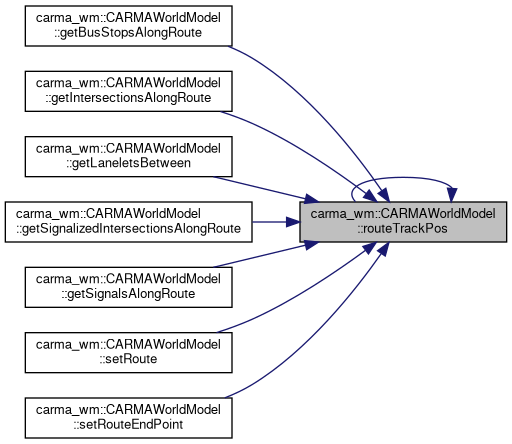 carma_wm::CARMAWorldModel
::getBusStopsAlongRoute
carma_wm::CARMAWorldModel
::getIntersectionsAlongRoute
carma_wm::CARMAWorldModel
::getLaneletsBetween
carma_wm::CARMAWorldModel
::getSignalizedIntersectionsAlongRoute
carma_wm::CARMAWorldModel
::getSignalsAlongRoute
carma_wm::CARMAWorldModel
::setRoute
carma_wm::CARMAWorldModel
::setRouteEndPoint
carma_wm::CARMAWorldModel
::routeTrackPos